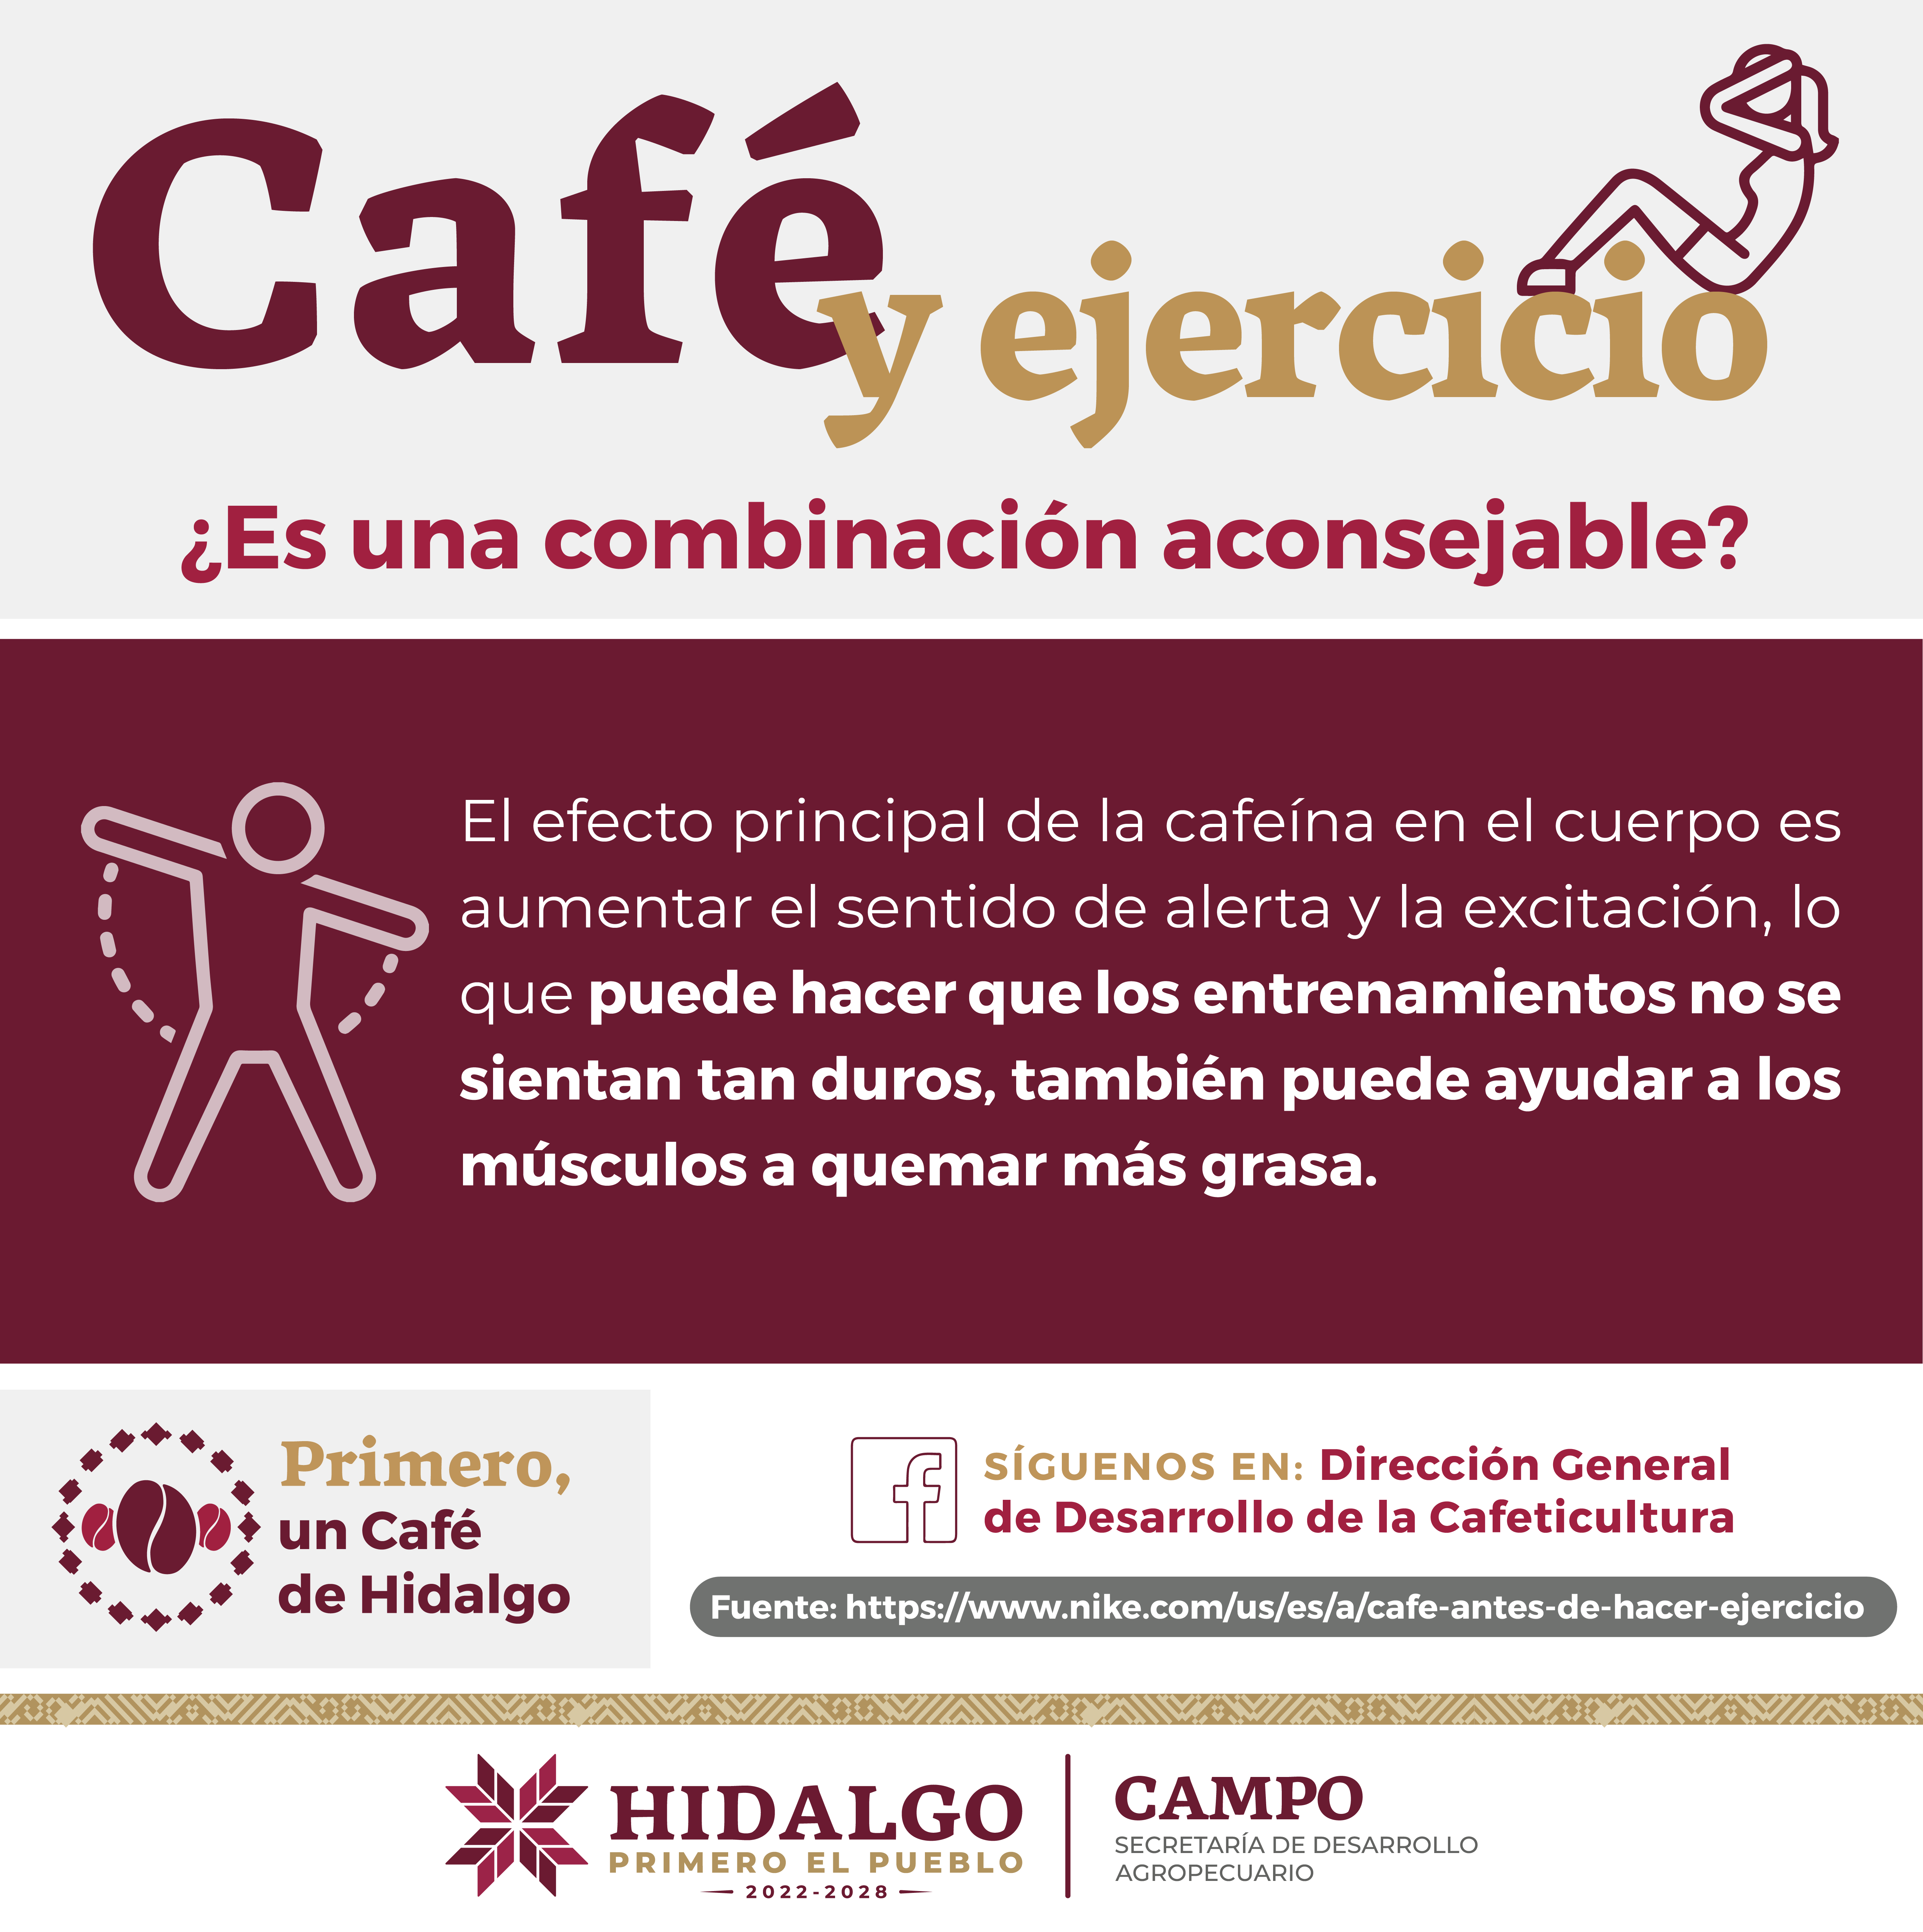 Café
y ejercicio
¿Es una combinación aconsejable?
El efecto principal de la cafeína en el cuerpo es
aumentar el sentido de alerta y la excitación, lo
que puede hacer que los entrenamientos no se
sientan tan duros, también puede ayudar a los
músculos a quemar más grasa.
Primero,
un Café
de Hidalgo
SÍGUENOS EN: Dirección General
de Desarrollo de la Cafeticultura
Fuente: https://www.nike.com/us/es/a/cafe-antes-de-hacer-ejercicio
HIDALGO
PRIMERO EL PUEBLO
2022-2028
CAMPO
SECRETARÍA DE DESARROLLO
AGROPECUARIO